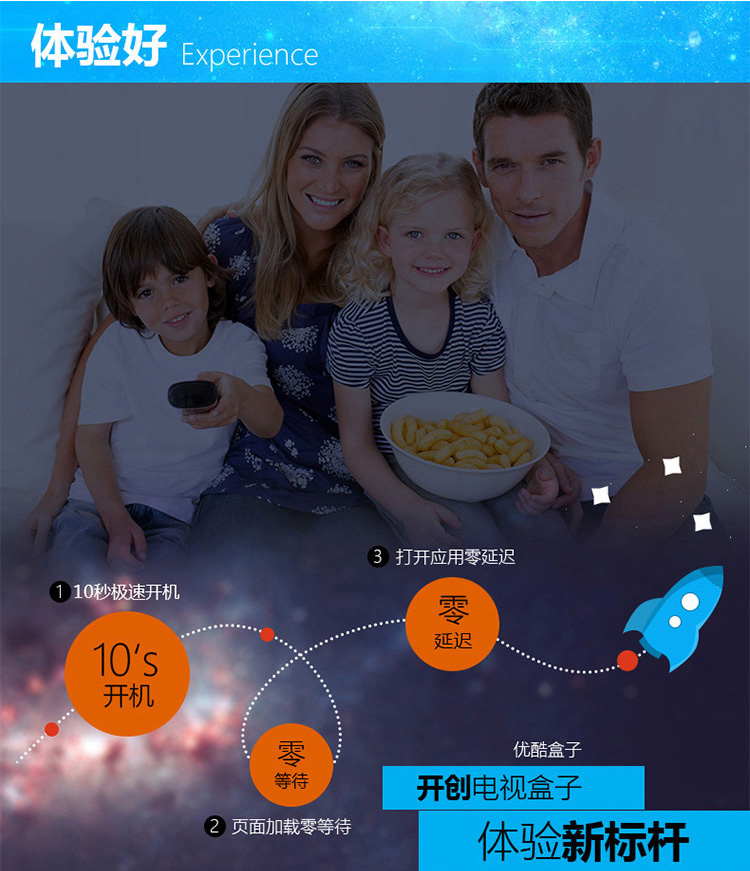 体验好 Experience
3 打开应用零延迟
1 10秒极速开机
零
延迟
10's
开机
零
等待
2 页面加载零等待
优酷盒子
开创电视盒子
体验新标杆